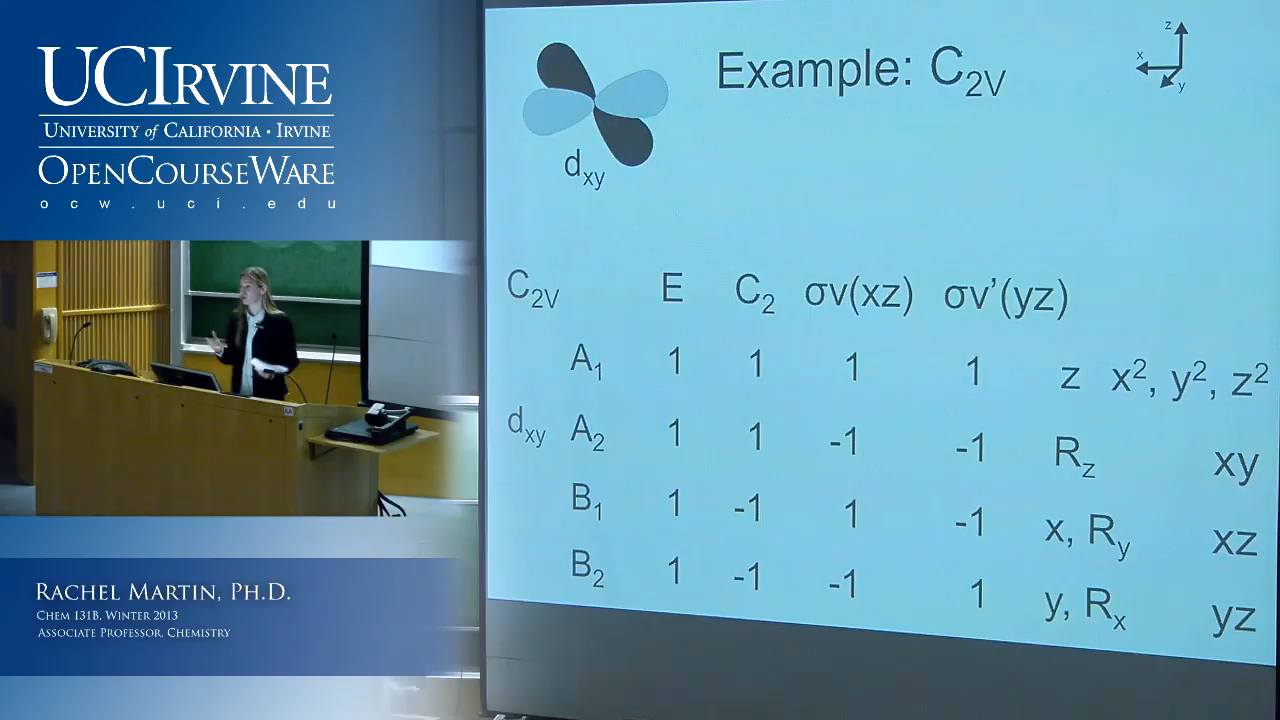 UCIRVINE
UNIVERSITY of CALIFORNIA · IRVINE
OPENCOURSEWARE
ocw.uci.edu
RACHEL MARTIN, PH.D.
CHEM 131B, WINTER 2013
ASSOCIATE PROFESSOR, CHEMISTRY
Example: C2V
z
x
y
dxy
C2V E C2 σv(xz) σv'(yz)
A1 1 1 1 1 z x², y², z²
dxy A2 1 1 -1 -1 Rz xy
B1 1 -1 1 -1 x, Ry xz
B2 1 -1 -1 1 y, Rx yz